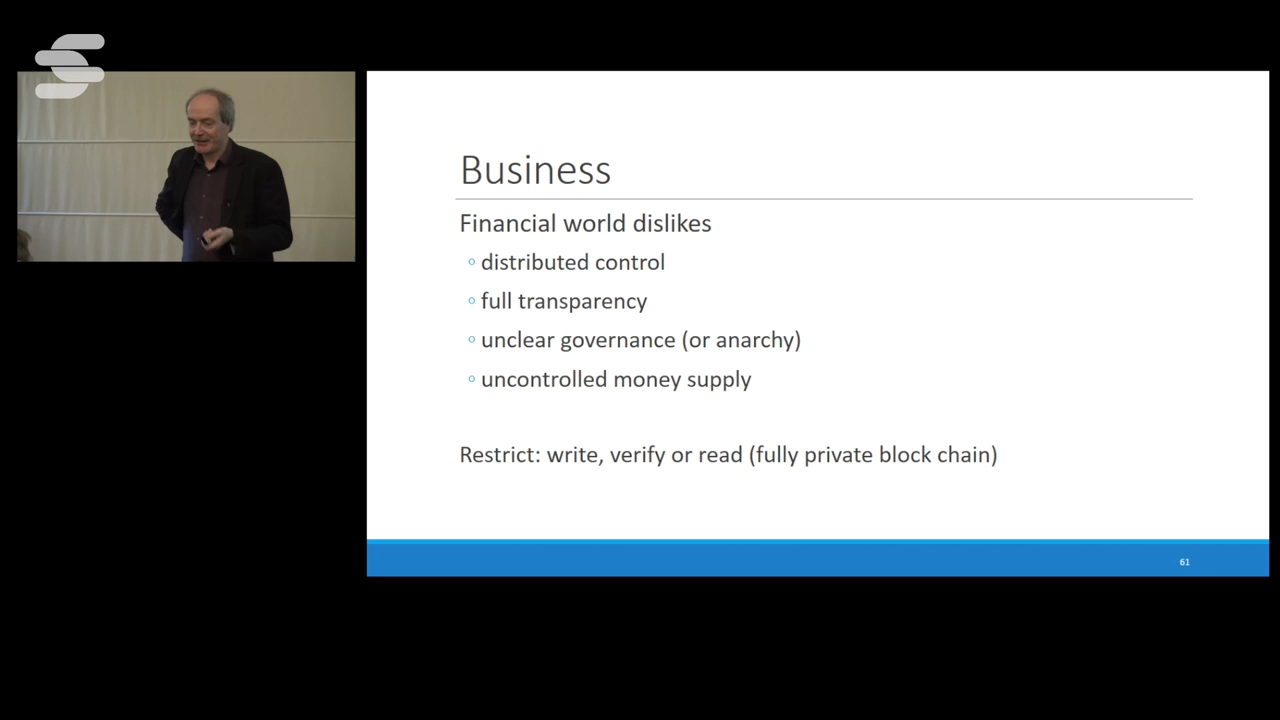 Business
Financial world dislikes
◦ distributed control
◦ full transparency
◦ unclear governance (or anarchy)
◦ uncontrolled money supply
Restrict: write, verify or read (fully private block chain)
61